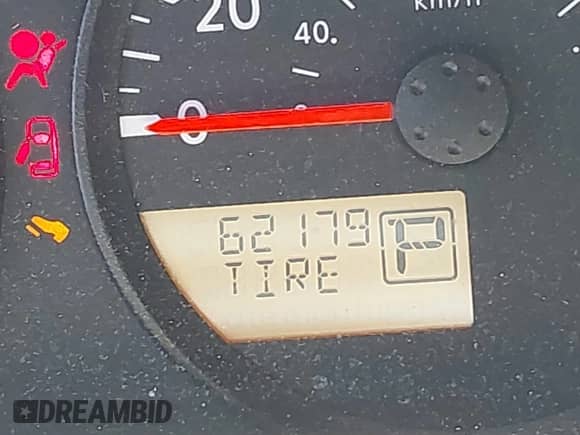 20
km/h
40.
0
62179
P
TIRE
DREAMBID